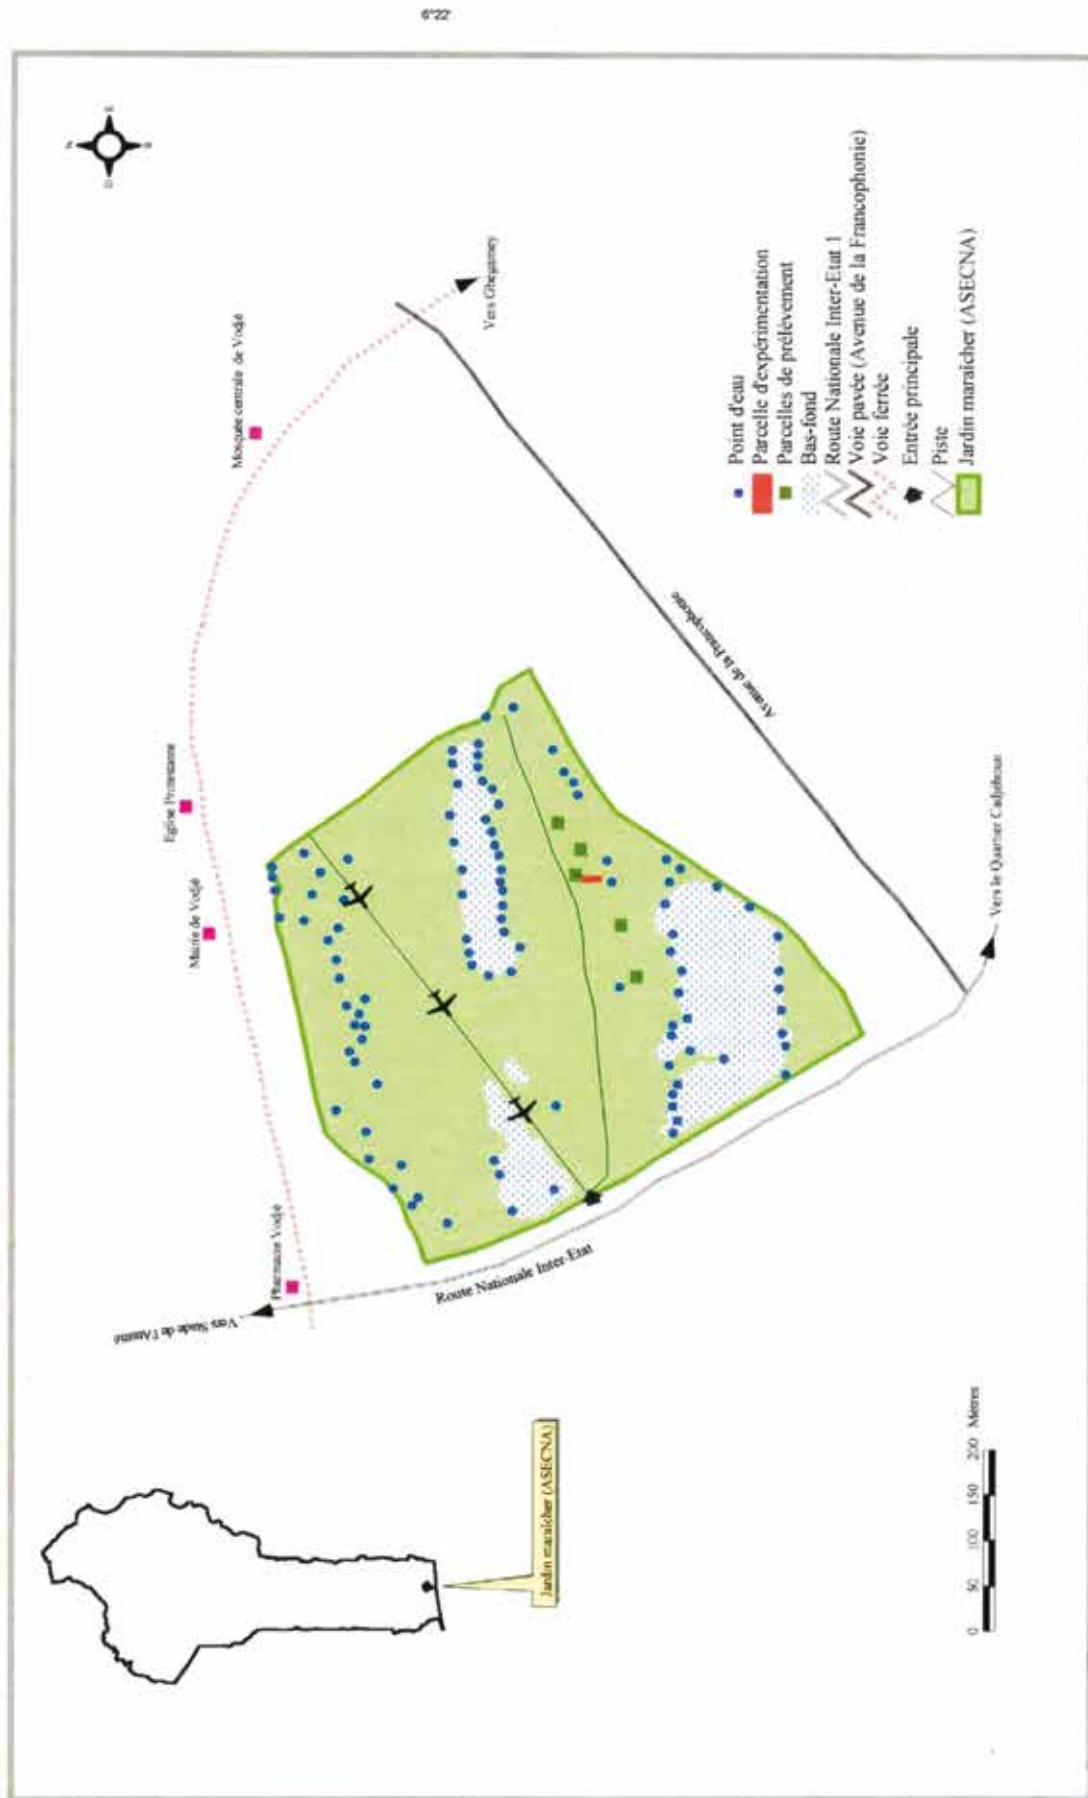 6°22'
N
E
S
O
Mosquée centrale de Vodjè
Vers Gbegamey
Eglise Protestanne
Mairie de Vodjè
Pharmacie Vodjè
Vers Stade de l'Amitié
Route Nationale Inter-Etat
Avenue de la Francophonie
Vers le Quartier Cadjehoun
Point d'eau
Parcelle d'expérimentation
Parcelles de prélèvement
Bas-fond
Route Nationale Inter-Etat 1
Voie pavée (Avenue de la Francophonie)
Voie ferrée
Entrée principale
Piste
Jardin maraîcher (ASECNA)
Jardin maraîcher (ASECNA)
0 50 100 150 200 Mètres